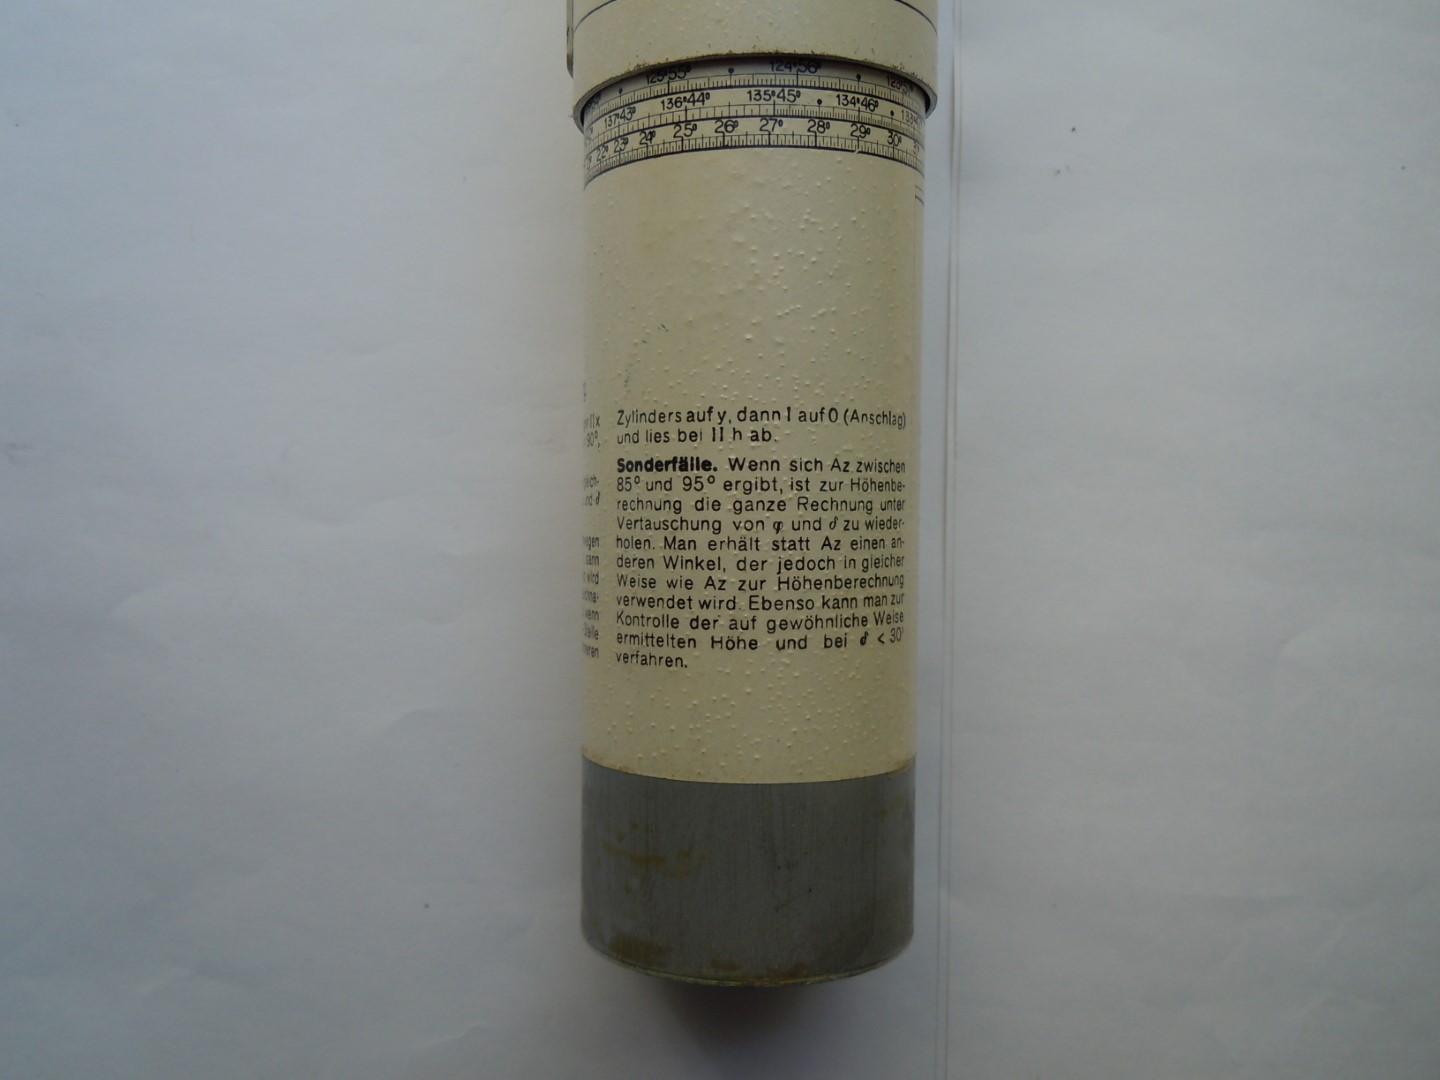 125°55° 124°56°
137°43° 136°44° 135°45° 134°46°
22° 23° 24° 25° 26° 27° 28° 29° 30°
Zylinders auf y, dann I auf 0 (Anschlag)
und lies bei II h ab.
Sonderfälle. Wenn sich Az zwischen
85° und 95° ergibt, ist zur Höhenbe-
rechnung die ganze Rechnung unter
Vertauschung von φ und δ zu wieder-
holen. Man erhält statt Az einen an-
deren Winkel, der jedoch in gleicher
Weise wie Az zur Höhenberechnung
verwendet wird. Ebenso kann man zur
Kontrolle der auf gewöhnliche Weise
ermittelten Höhe und bei δ < 30°
verfahren.